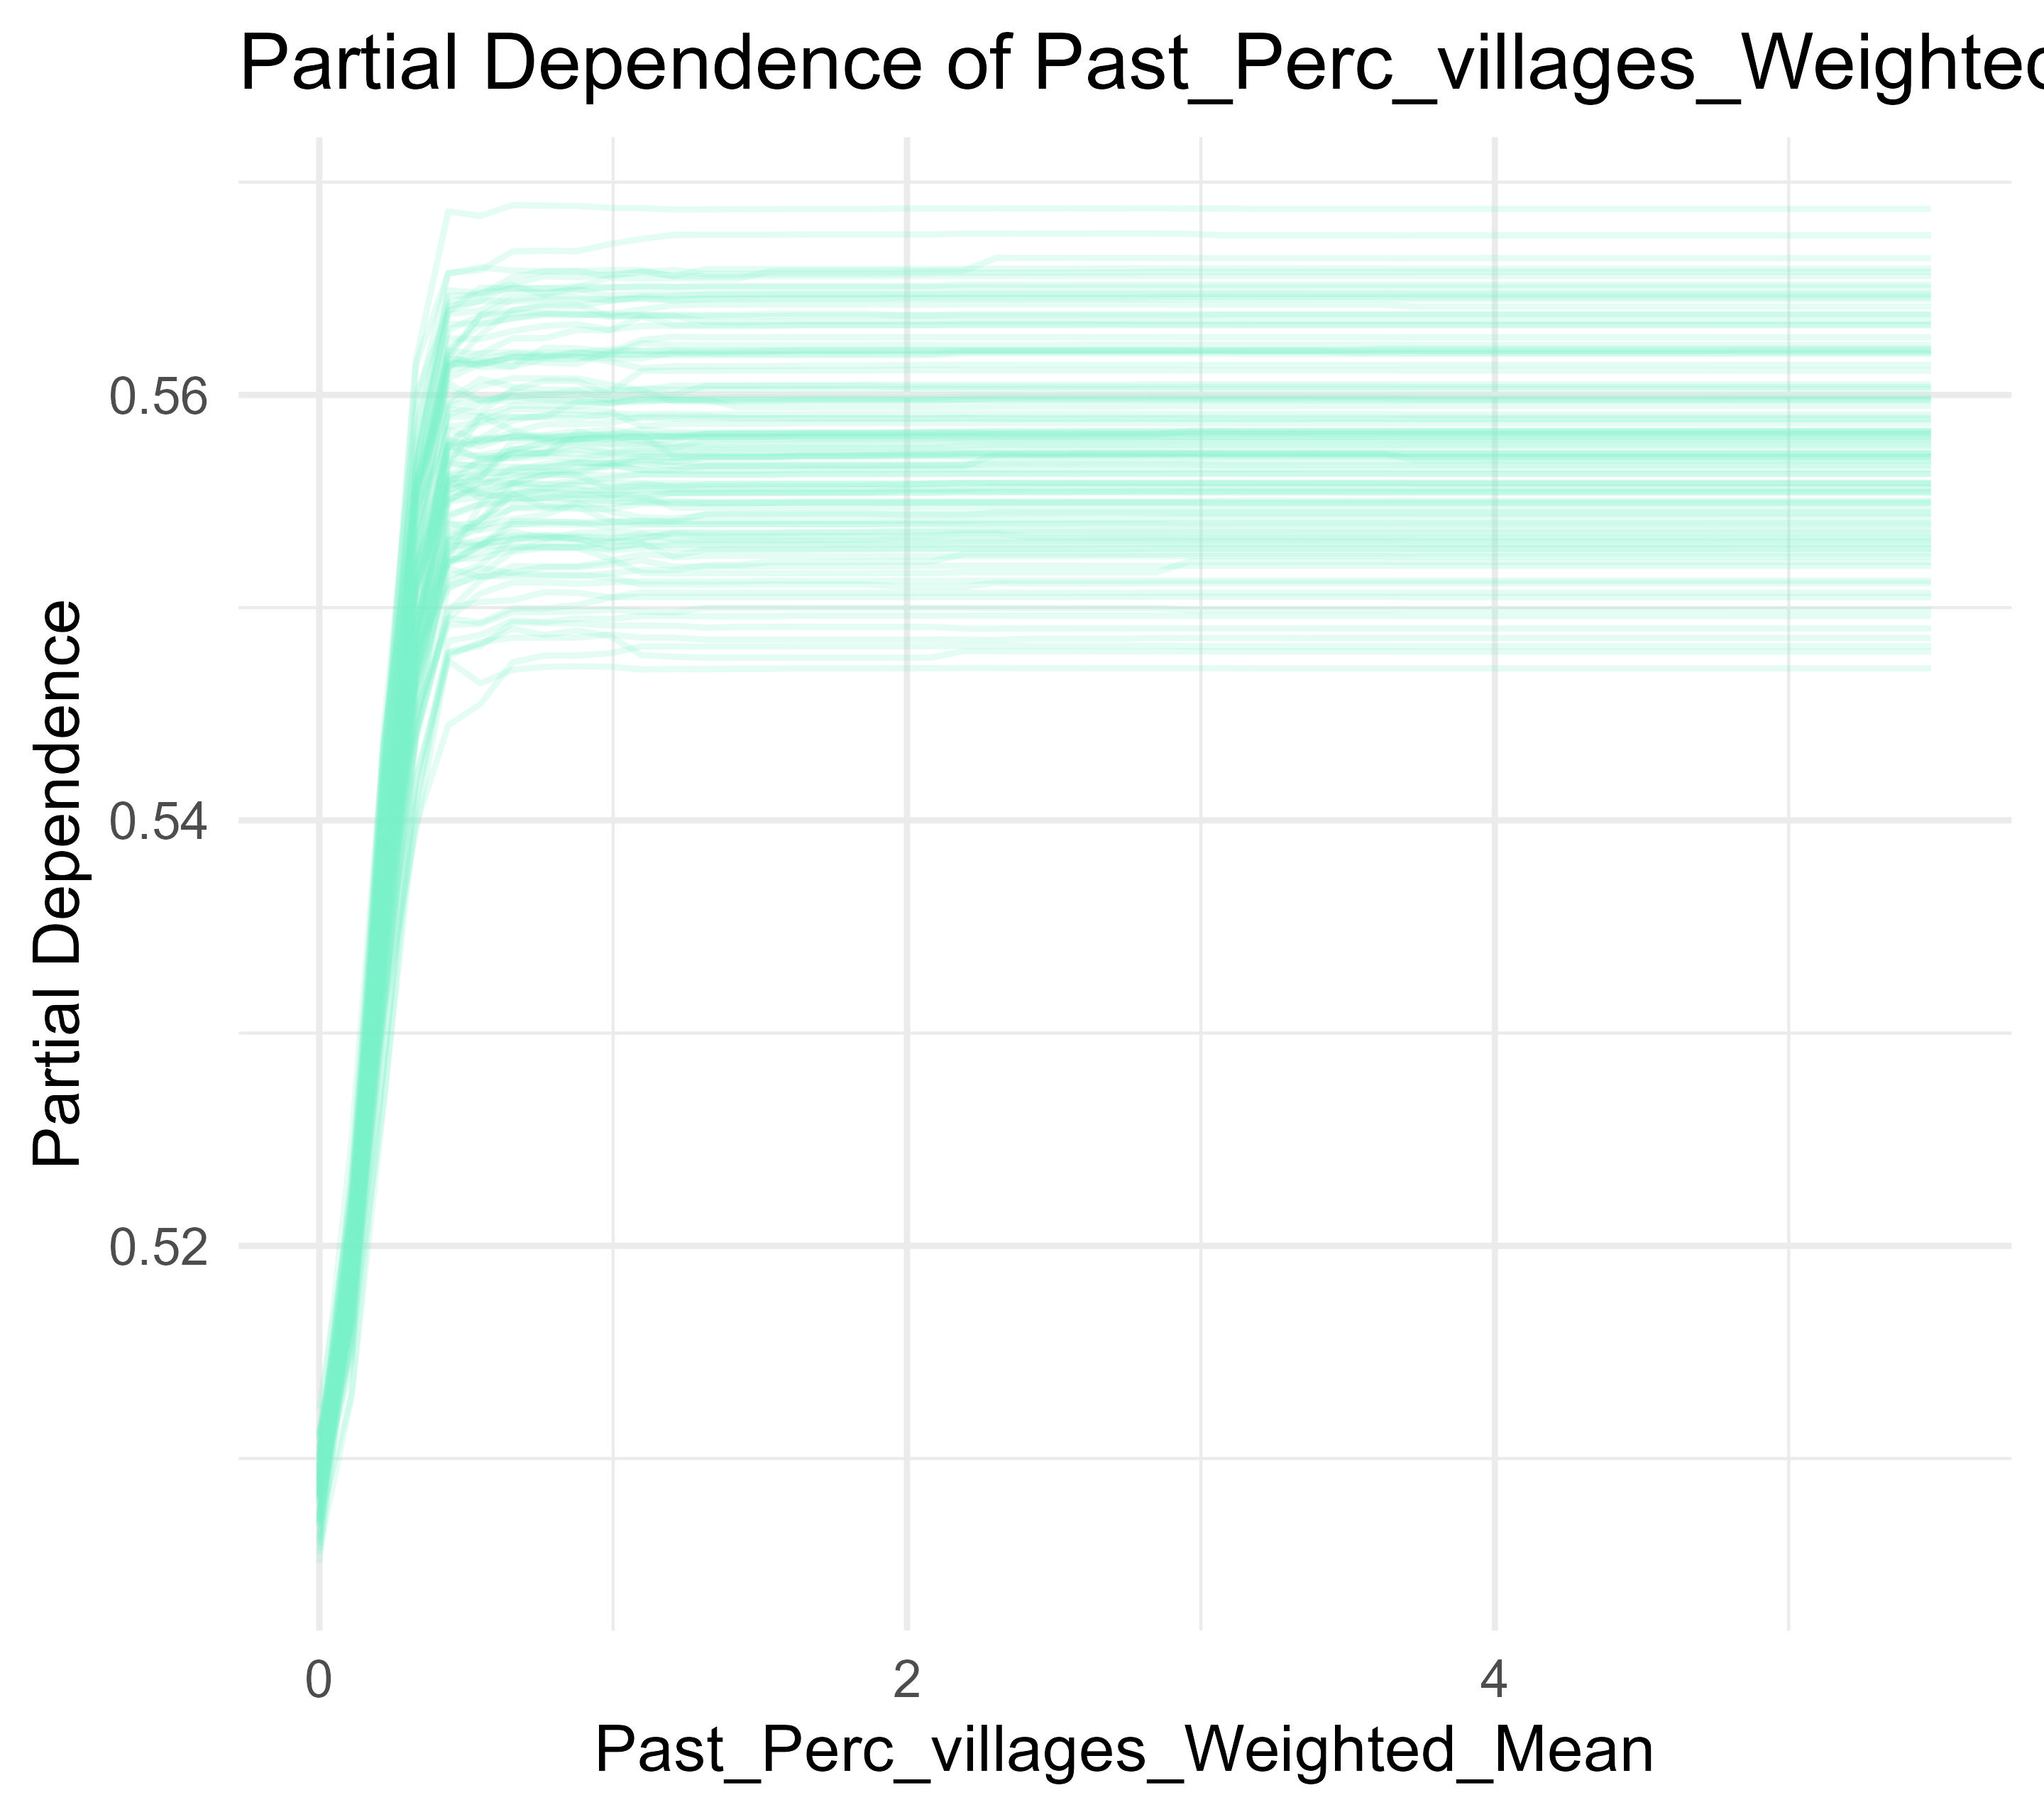 Partial Dependence of Past_Perc_villages_Weighted
Partial Dependence
0.56
0.54
0.52
0
2
4
Past_Perc_villages_Weighted_Mean